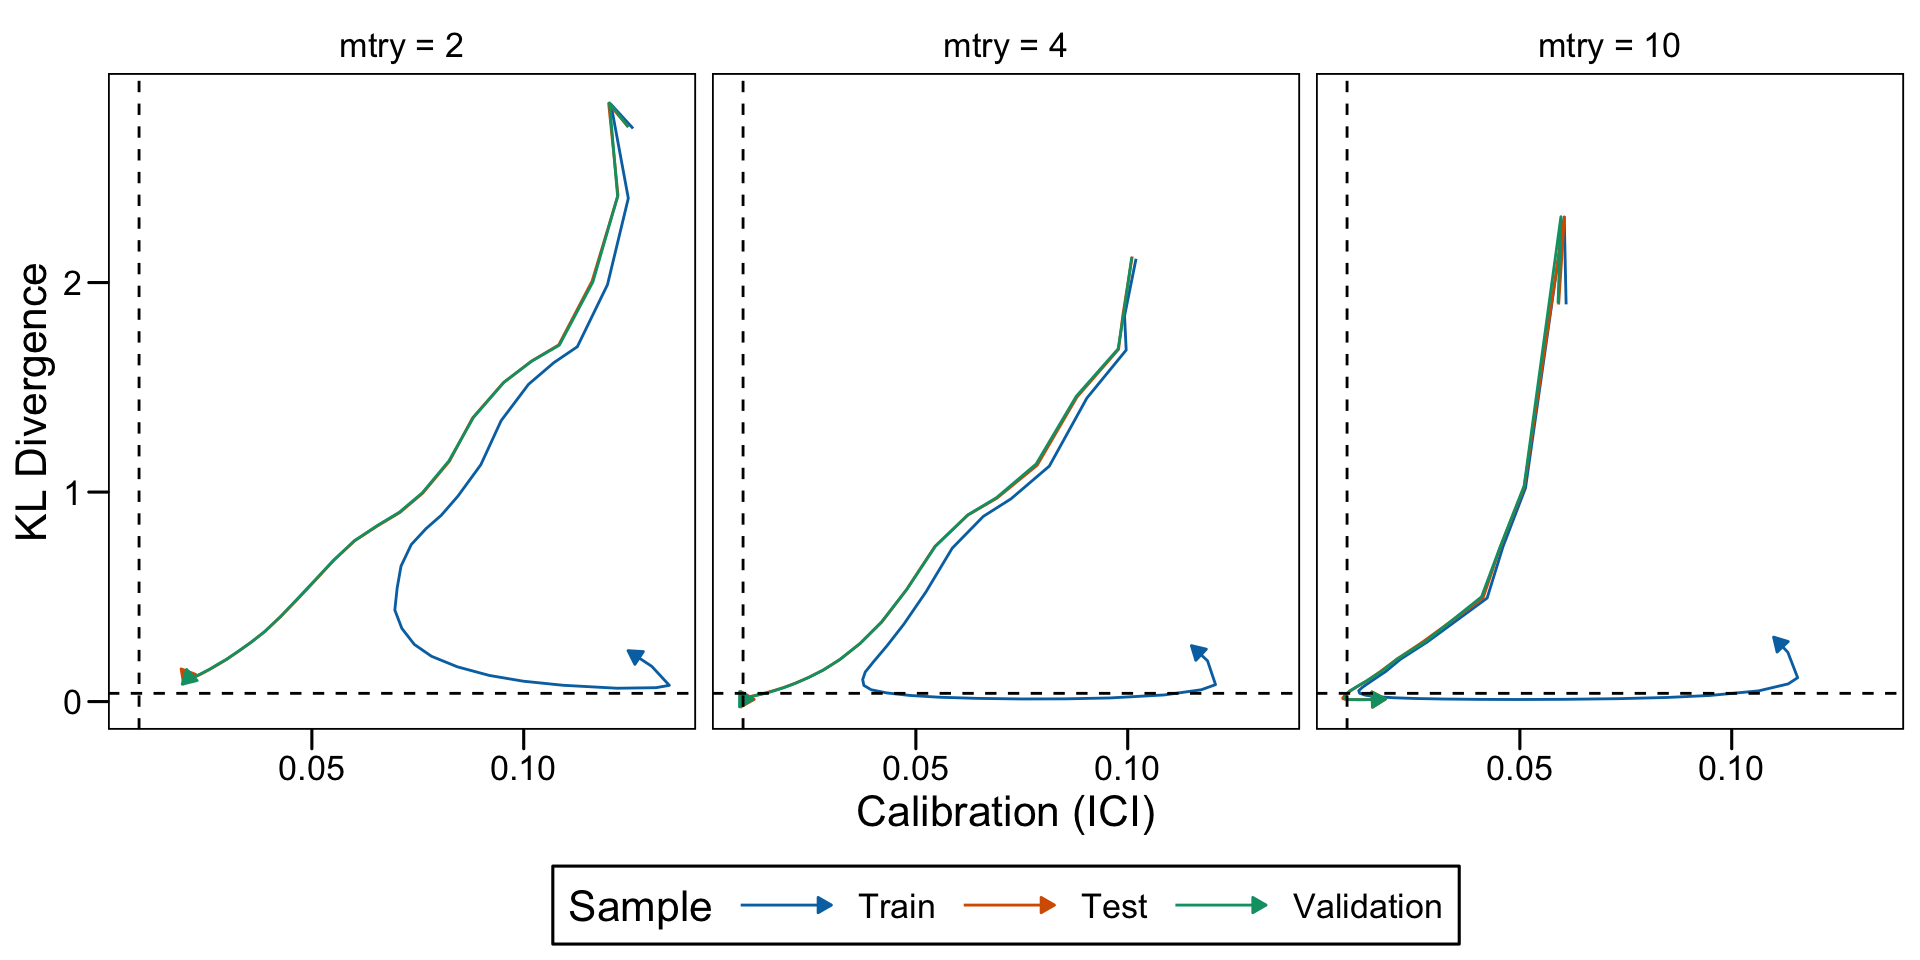 mtry = 2
mtry = 4
mtry = 10
KL Divergence
2
1
0
0.05
0.10
0.05
0.10
0.05
0.10
Calibration (ICI)
Sample
Train
Test
Validation